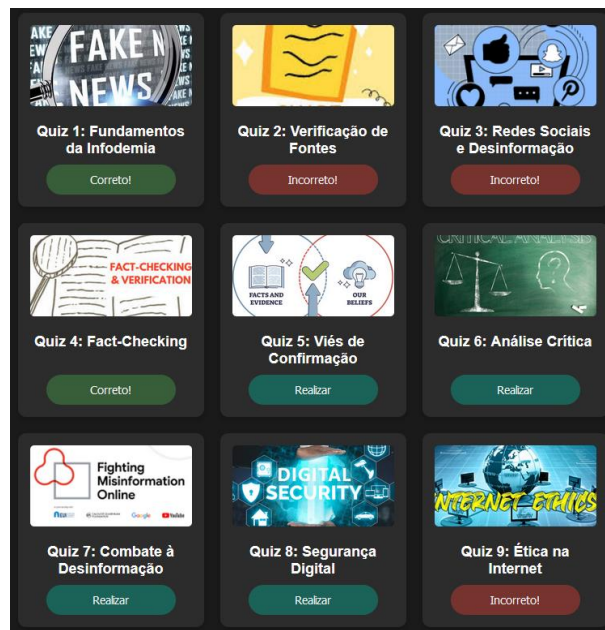 FAKE N
NEWS
Quiz 1: Fundamentos
da Infodemia
Correto!
Quiz 2: Verificação de
Fontes
Incorreto!
Quiz 3: Redes Sociais
e Desinformação
Incorreto!
FACT-CHECKING
& VERIFICATION
Quiz 4: Fact-Checking
Correto!
FACTS AND
EVIDENCE
OUR
BELIEFS
Quiz 5: Viés de
Confirmação
Realizar
CRITICAL ANALYSIS
Quiz 6: Análise Crítica
Realizar
Fighting
Misinformation
Online
Google
YouTube
Quiz 7: Combate à
Desinformação
Realizar
DIGITAL
SECURITY
Quiz 8: Segurança
Digital
Realizar
INTERNET ETHICS
Quiz 9: Ética na
Internet
Incorreto!